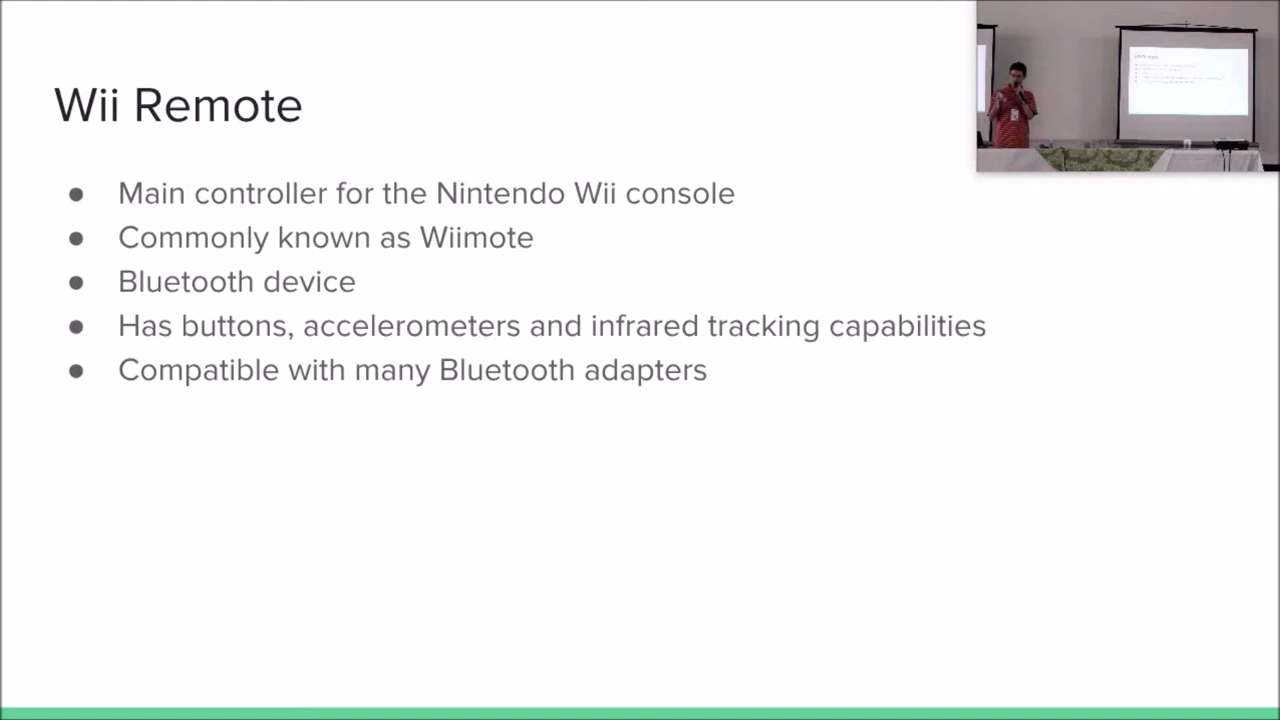 Wii Remote
● Main controller for the Nintendo Wii console
● Commonly known as Wiimote
● Bluetooth device
● Has buttons, accelerometers and infrared tracking capabilities
● Compatible with many Bluetooth adapters